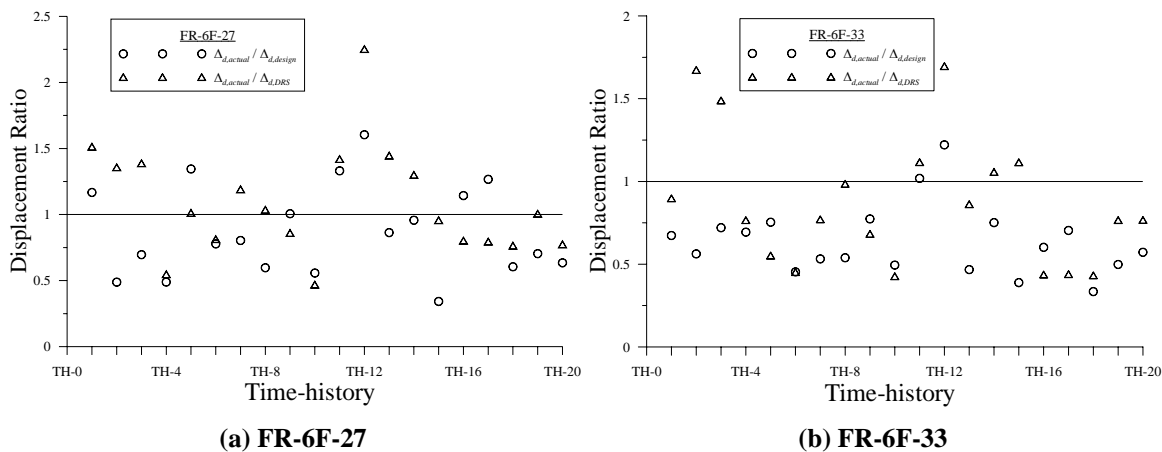 2.5
2
1.5
1
0.5
0
Displacement Ratio
FR-6F-27
Δd,actual / Δd,design
Δd,actual / Δd,DRS
TH-0 TH-4 TH-8 TH-12 TH-16 TH-20
Time-history
(a) FR-6F-27
2
1.5
1
0.5
0
Displacement Ratio
FR-6F-33
Δd,actual / Δd,design
Δd,actual / Δd,DRS
TH-0 TH-4 TH-8 TH-12 TH-16 TH-20
Time-history
(b) FR-6F-33